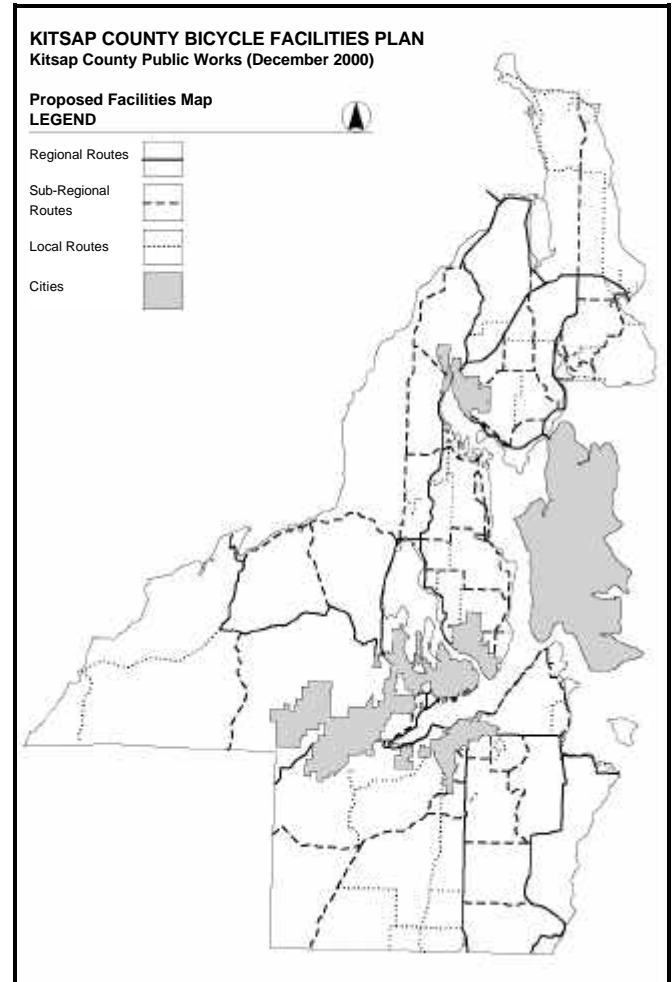 KITSAP COUNTY BICYCLE FACILITIES PLAN
Kitsap County Public Works (December 2000)
Proposed Facilities Map
LEGEND
Regional Routes
Sub-Regional
Routes
Local Routes
Cities